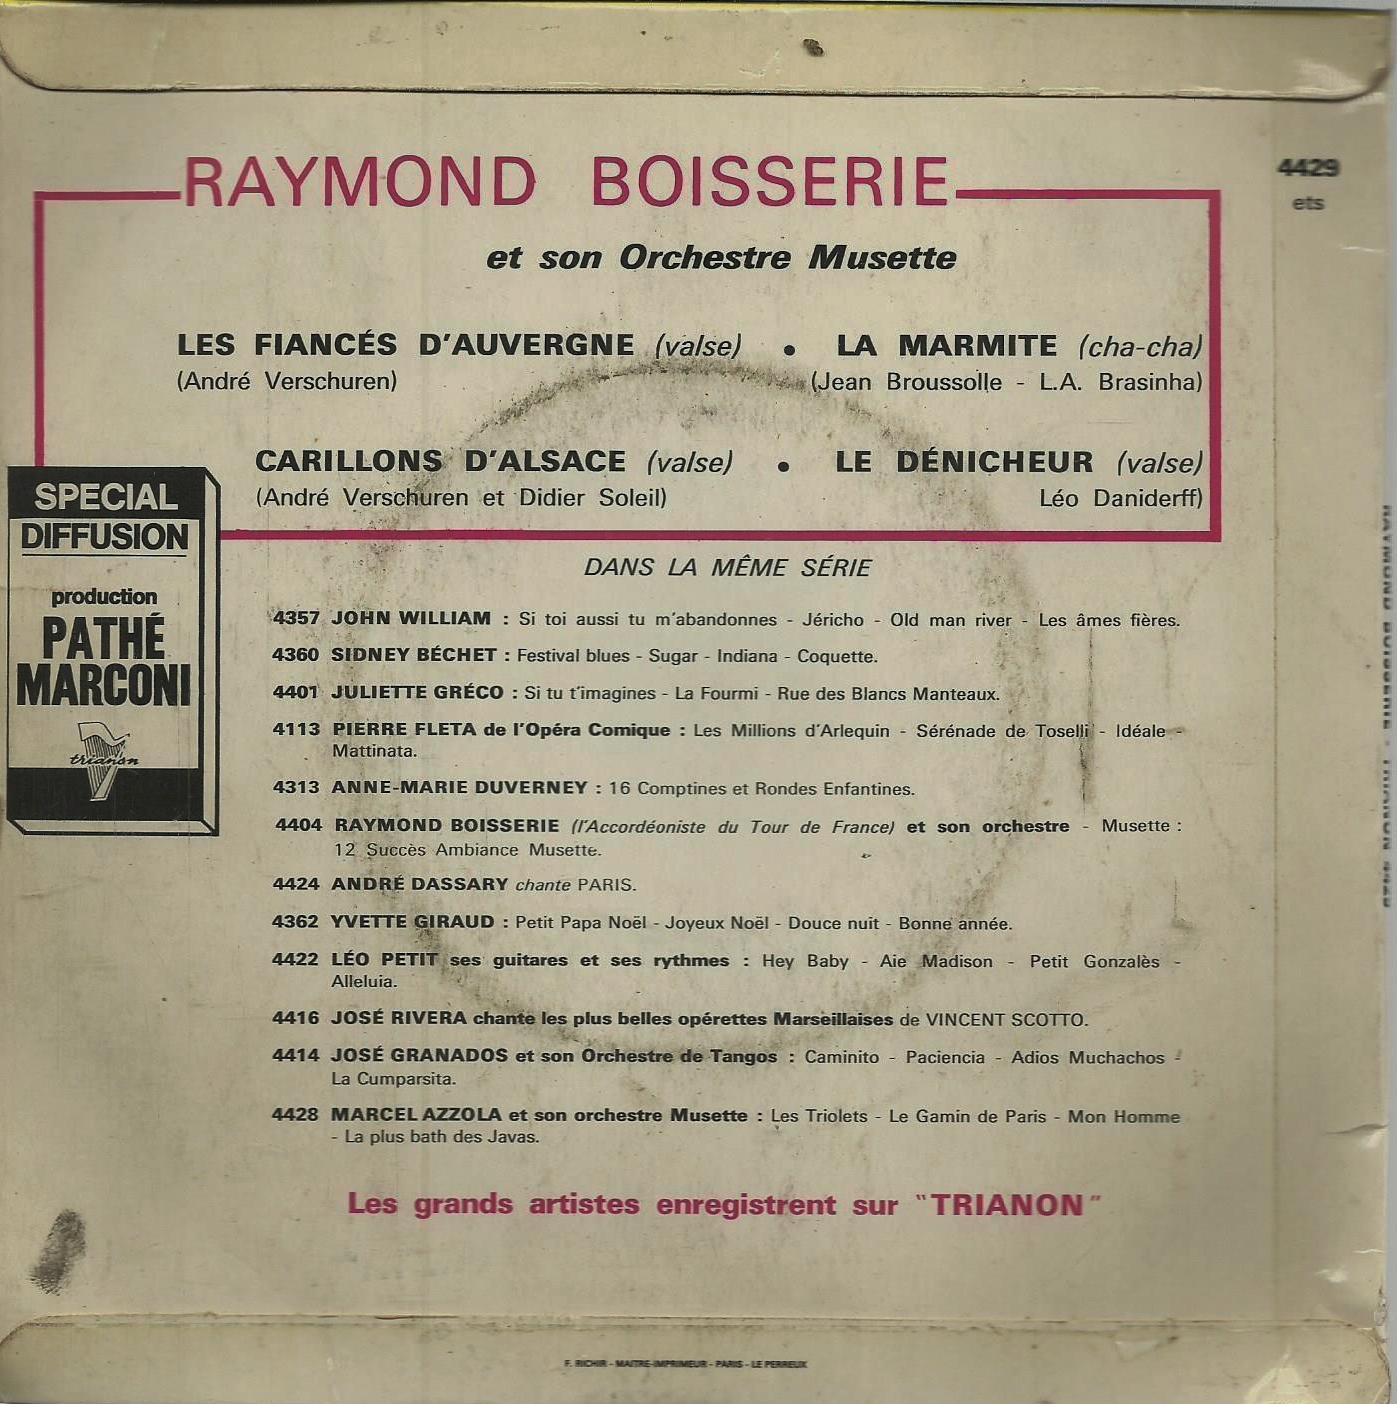 RAYMOND BOISSERIE
4429
ets
et son Orchestre Musette
LES FIANCÉS D'AUVERGNE (valse) • LA MARMITE (cha-cha)
(André Verschuren) (Jean Broussolle - L.A. Brasinha)
CARILLONS D'ALSACE (valse) • LE DÉNICHEUR (valse)
(André Verschuren et Didier Soleil) Léo Daniderff)
SPECIAL
DIFFUSION
production
PATHÉ
MARCONI
trianon
DANS LA MÊME SÉRIE
4357 JOHN WILLIAM : Si toi aussi tu m'abandonnes - Jéricho - Old man river - Les âmes fières.
4360 SIDNEY BÉCHET : Festival blues - Sugar - Indiana - Coquette.
4401 JULIETTE GRÉCO : Si tu t'imagines - La Fourmi - Rue des Blancs Manteaux.
4113 PIERRE FLETA de l'Opéra Comique : Les Millions d'Arlequin - Sérénade de Toselli - Idéale -
Mattinata.
4313 ANNE-MARIE DUVERNEY : 16 Comptines et Rondes Enfantines.
4404 RAYMOND BOISSERIE (l'Accordéoniste du Tour de France) et son orchestre - Musette :
12 Succès Ambiance Musette.
4424 ANDRÉ DASSARY chante PARIS.
4362 YVETTE GIRAUD : Petit Papa Noël - Joyeux Noël - Douce nuit - Bonne année.
4422 LÉO PETIT ses guitares et ses rythmes : Hey Baby - Aie Madison - Petit Gonzalès -
Alleluia.
4416 JOSÉ RIVERA chante les plus belles opérettes Marseillaises de VINCENT SCOTTO.
4414 JOSÉ GRANADOS et son Orchestre de Tangos : Caminito - Paciencia - Adios Muchachos -
La Cumparsita.
4428 MARCEL AZZOLA et son orchestre Musette : Les Triolets - Le Gamin de Paris - Mon Homme
- La plus bath des Javas.
Les grands artistes enregistrent sur "TRIANON"
F. RICHIR - MAITRE-IMPRIMEUR - PARIS - LE PERREUX
RAYMOND BOISSERIE - TRIANON 4429